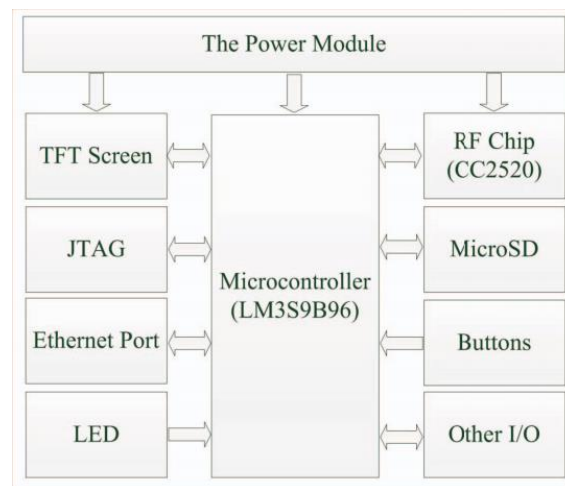 The Power Module
TFT Screen
RF Chip
(CC2520)
JTAG
MicroSD
Microcontroller
(LM3S9B96)
Ethernet Port
Buttons
LED
Other I/O